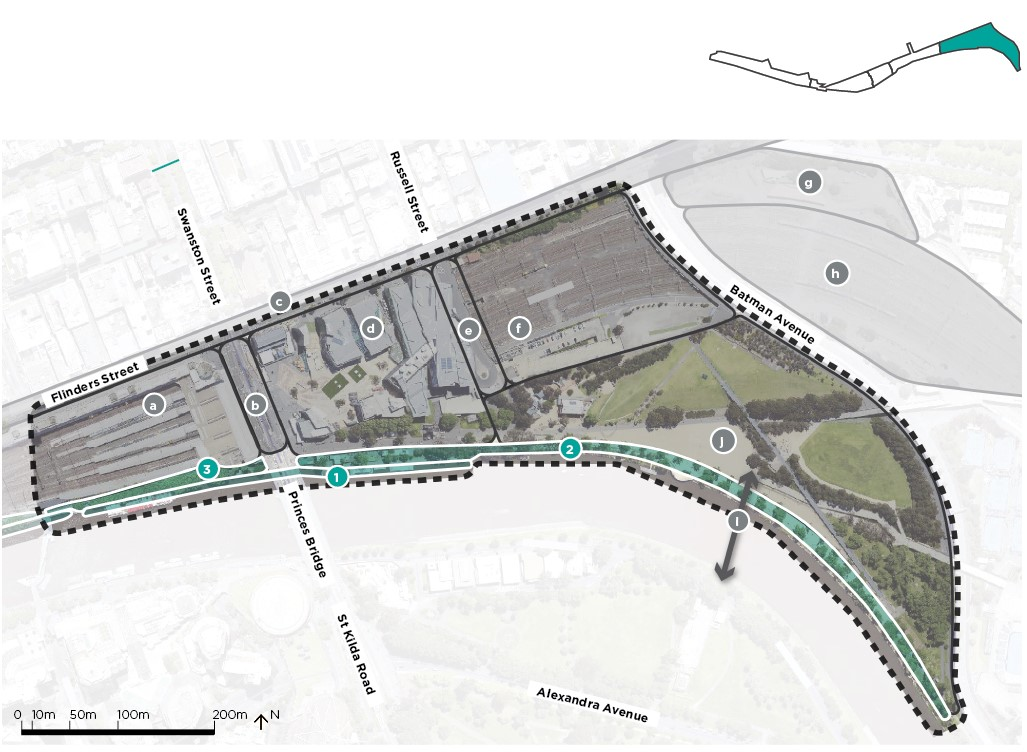 g
Russell Street
h
Swanston Street
c
Batman Avenue
d
e
f
Flinders Street
a
b
J
3
1
2
I
Princes Bridge
St Kilda Road
Alexandra Avenue
0 10m 50m 100m 200m N